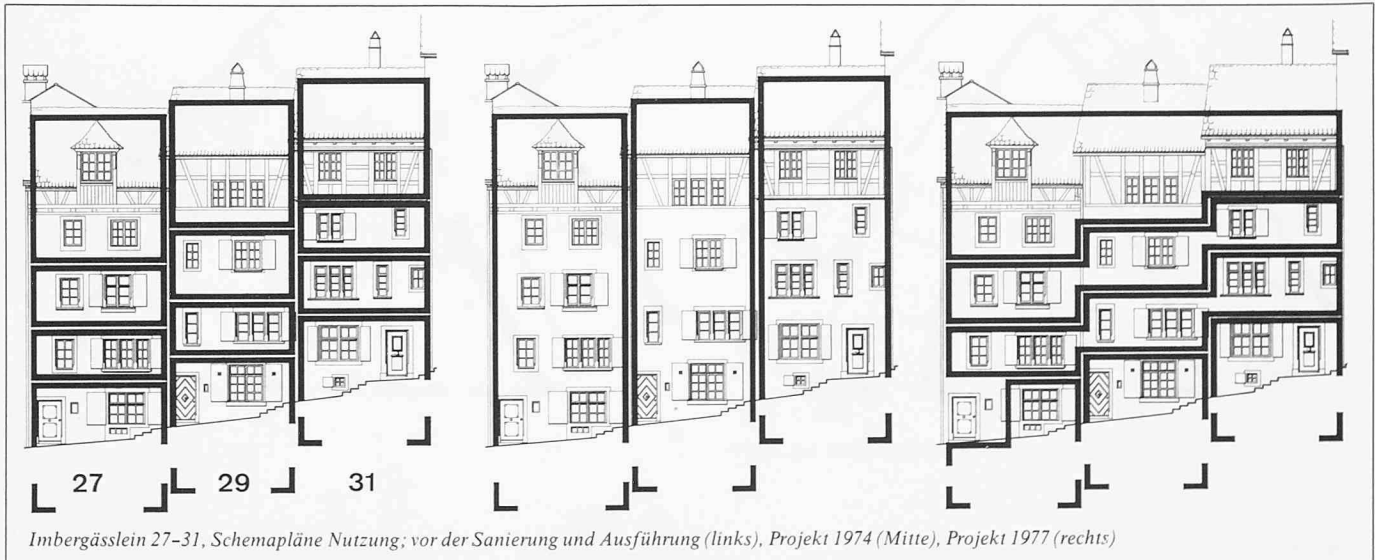 27 29 31
Imbergässlein 27–31, Schemapläne Nutzung; vor der Sanierung und Ausführung (links), Projekt 1974 (Mitte), Projekt 1977 (rechts)